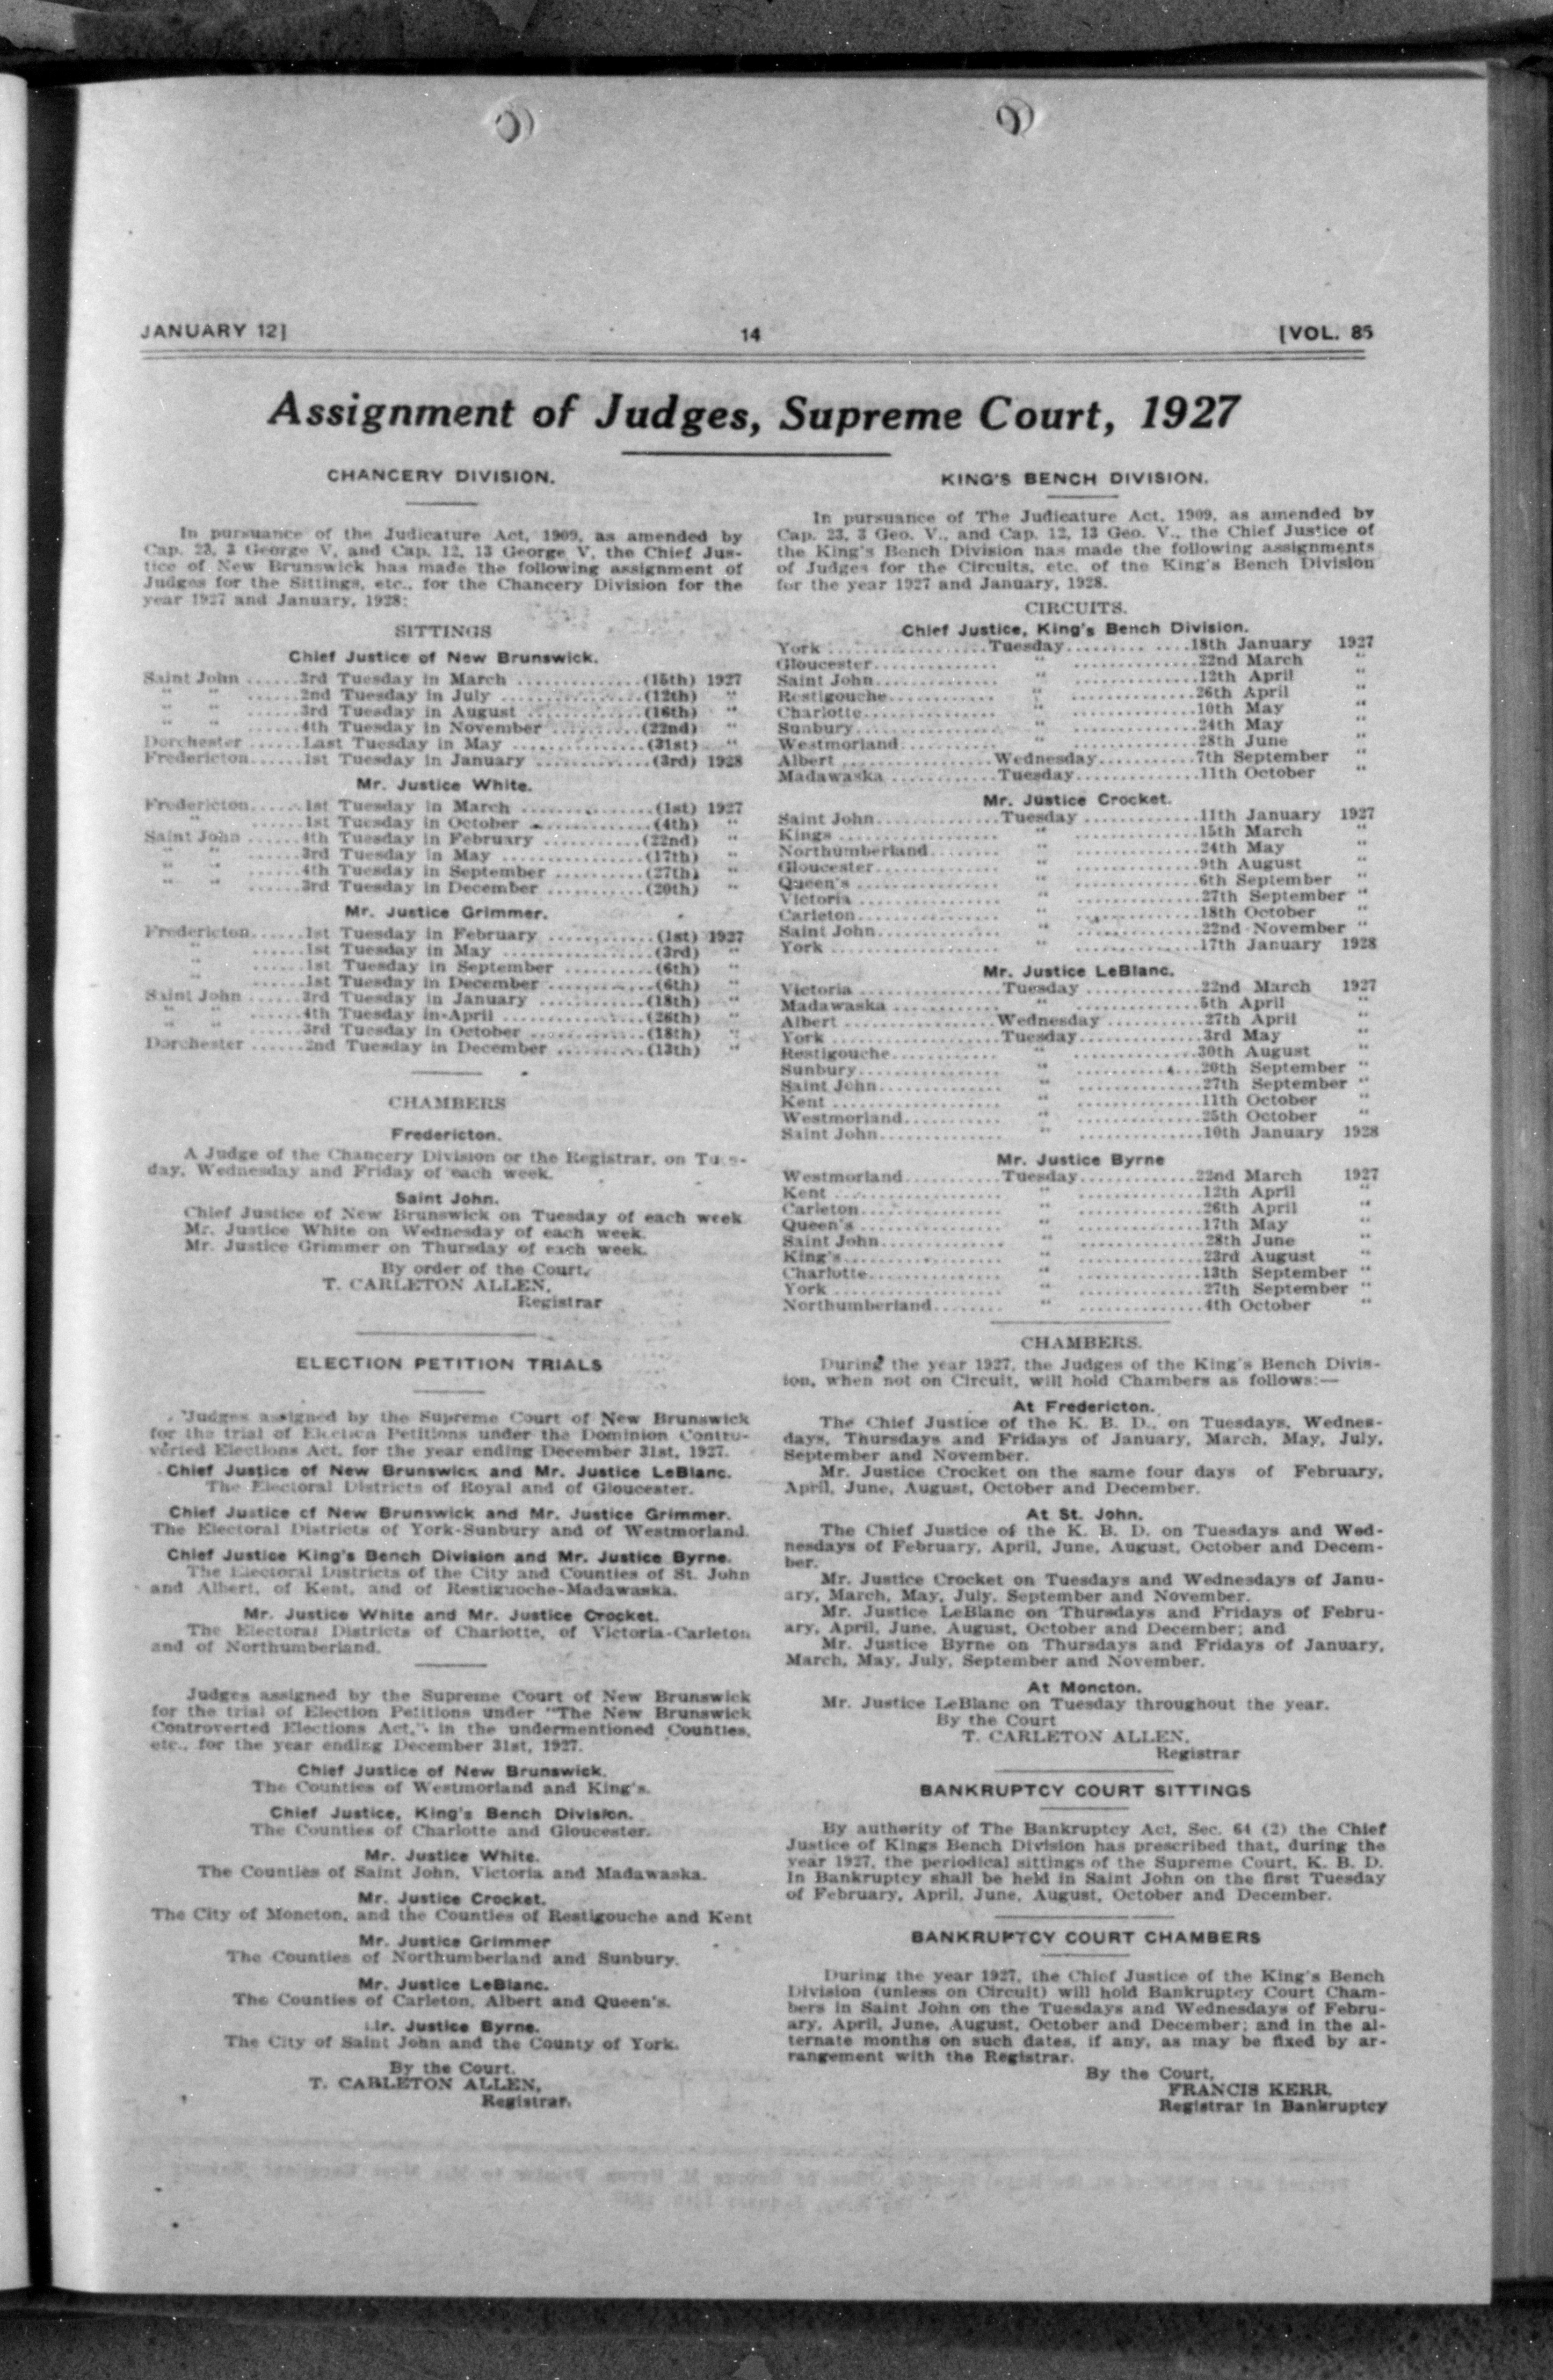 JANUARY 12] 14 [VOL. 85
Assignment of Judges, Supreme Court, 1927
CHANCERY DIVISION.
In pursuance of the Judicature Act, 1909, as amended by
Cap. 23, 3 George V, and Cap. 12, 13 George V, the Chief Jus-
tice of New Brunswick has made the following assignment of
Judges for the Sittings, etc., for the Chancery Division for the
year 1927 and January, 1928:
SITTINGS
Chief Justice of New Brunswick.
Saint John ......3rd Tuesday in March ..............(15th) 1927
" " ......2nd Tuesday in July ................(12th) "
" " ......3rd Tuesday in August .............(16th) "
" " ......4th Tuesday in November ..........(22nd) "
Dorchester ......Last Tuesday in May ..............(31st) "
Fredericton......1st Tuesday in January ............(3rd) 1928
Mr. Justice White.
Fredericton......1st Tuesday in March ..............(1st) 1927
" ......1st Tuesday in October .............(4th) "
Saint John ......4th Tuesday in February ..........(22nd) "
" " ......3rd Tuesday in May ...............(17th) "
" " ......4th Tuesday in September ..........(27th) "
" " ......3rd Tuesday in December ..........(20th) "
Mr. Justice Grimmer.
Fredericton......1st Tuesday in February ...........(1st) 1927
" ......1st Tuesday in May ................(3rd) "
" ......1st Tuesday in September ..........(6th) "
" ......1st Tuesday in December ...........(6th) "
Saint John ......3rd Tuesday in January ...........(18th) "
" " ......4th Tuesday in April ..............(26th) "
" " ......3rd Tuesday in October ............(18th) "
Dorchester ......2nd Tuesday in December ..........(13th) "
CHAMBERS
Fredericton.
A Judge of the Chancery Division or the Registrar, on Tues-
day, Wednesday and Friday of each week.
Saint John.
Chief Justice of New Brunswick on Tuesday of each week
Mr. Justice White on Wednesday of each week.
Mr. Justice Grimmer on Thursday of each week.
By order of the Court,
T. CARLETON ALLEN,
Registrar
ELECTION PETITION TRIALS
Judges assigned by the Supreme Court of New Brunswick
for the trial of Election Petitions under the Dominion Contro-
verted Elections Act, for the year ending December 31st, 1927.
Chief Justice of New Brunswick and Mr. Justice LeBlanc.
The Electoral Districts of Royal and of Gloucester.
Chief Justice of New Brunswick and Mr. Justice Grimmer.
The Electoral Districts of York-Sunbury and of Westmorland.
Chief Justice King's Bench Division and Mr. Justice Byrne.
The Electoral Districts of the City and Counties of St. John
and Albert, of Kent, and of Restiguoche-Madawaska.
Mr. Justice White and Mr. Justice Crocket.
The Electoral Districts of Charlotte, of Victoria-Carleton
and of Northumberland.
Judges assigned by the Supreme Court of New Brunswick
for the trial of Election Petitions under "The New Brunswick
Controverted Elections Act," in the undermentioned Counties,
etc., for the year ending December 31st, 1927.
Chief Justice of New Brunswick.
The Counties of Westmorland and King's.
Chief Justice, King's Bench Division.
The Counties of Charlotte and Gloucester.
Mr. Justice White.
The Counties of Saint John, Victoria and Madawaska.
Mr. Justice Crocket.
The City of Moncton, and the Counties of Restigouche and Kent
Mr. Justice Grimmer
The Counties of Northumberland and Sunbury.
Mr. Justice LeBlanc.
The Counties of Carleton, Albert and Queen's.
Mr. Justice Byrne.
The City of Saint John and the County of York.
By the Court.
T. CARLETON ALLEN,
Registrar.
KING'S BENCH DIVISION.
In pursuance of The Judicature Act, 1909, as amended by
Cap. 23, 3 Geo. V., and Cap. 12, 13 Geo. V., the Chief Justice of
the King's Bench Division has made the following assignments
of Judges for the Circuits, etc. of the King's Bench Division
for the year 1927 and January, 1928.
CIRCUITS.
Chief Justice, King's Bench Division.
York ....................Tuesday..............18th January 1927
Gloucester.............. " ..............22nd March "
Saint John.............. " ..............12th April "
Restigouche............. " ..............26th April "
Charlotte............... " ..............10th May "
Sunbury................. " ..............24th May "
Westmorland............. " ..............28th June "
Albert .................Wednesday...........7th September "
Madawaska ............Tuesday..............11th October "
Mr. Justice Crocket.
Saint John..............Tuesday .............11th January 1927
Kings .................. " ..............15th March "
Northumberland........ " ..............24th May "
Gloucester.............. " ..............9th August "
Queen's ................ " ..............6th September "
Victoria ............... " ..............27th September "
Carleton................ " ..............18th October "
Saint John.............. " ..............22nd November "
York ................... " ..............17th January 1928
Mr. Justice LeBlanc.
Victoria ................Tuesday .............22nd March 1927
Madawaska ............ " ..............5th April "
Albert .................Wednesday ...........27th April "
York ...................Tuesday..............3rd May "
Restigouche............. " ..............30th August "
Sunbury................. " ..............20th September "
Saint John.............. " ..............27th September "
Kent ................... " ..............11th October "
Westmorland............. " ..............25th October "
Saint John.............. " ..............10th January 1928
Mr. Justice Byrne
Westmorland............Tuesday.............22nd March 1927
Kent ................... " ..............12th April "
Carleton................ " ..............26th April "
Queen's ................ " ..............17th May "
Saint John.............. " ..............28th June "
King's.................. " ..............23rd August "
Charlotte............... " ..............13th September "
York ................... " ..............27th September "
Northumberland........ " ..............4th October "
CHAMBERS.
During the year 1927, the Judges of the King's Bench Divis-
ion, when not on Circuit, will hold Chambers as follows:—
At Fredericton.
The Chief Justice of the K. B. D., on Tuesdays, Wednes-
days, Thursdays and Fridays of January, March, May, July,
September and November.
Mr. Justice Crocket on the same four days of February,
April, June, August, October and December.
At St. John.
The Chief Justice of the K. B. D. on Tuesdays and Wed-
nesdays of February, April, June, August, October and Decem-
ber.
Mr. Justice Crocket on Tuesdays and Wednesdays of Janu-
ary, March, May, July, September and November.
Mr. Justice LeBlanc on Thursdays and Fridays of Febru-
ary, April, June, August, October and December; and
Mr. Justice Byrne on Thursdays and Fridays of January,
March, May, July, September and November.
At Moncton.
Mr. Justice LeBlanc on Tuesday throughout the year.
By the Court
T. CARLETON ALLEN,
Registrar
BANKRUPTCY COURT SITTINGS
By authority of The Bankruptcy Act, Sec. 64 (2) the Chief
Justice of Kings Bench Division has prescribed that, during the
year 1927, the periodical sittings of the Supreme Court, K. B. D.
In Bankruptcy shall be held in Saint John on the first Tuesday
of February, April, June, August, October and December.
BANKRUPTCY COURT CHAMBERS
During the year 1927, the Chief Justice of the King's Bench
Division (unless on Circuit) will hold Bankruptcy Court Cham-
bers in Saint John on the Tuesdays and Wednesdays of Febru-
ary, April, June, August, October and December; and in the al-
ternate months on such dates, if any, as may be fixed by ar-
rangement with the Registrar.
By the Court,
FRANCIS KERR,
Registrar in Bankruptcy